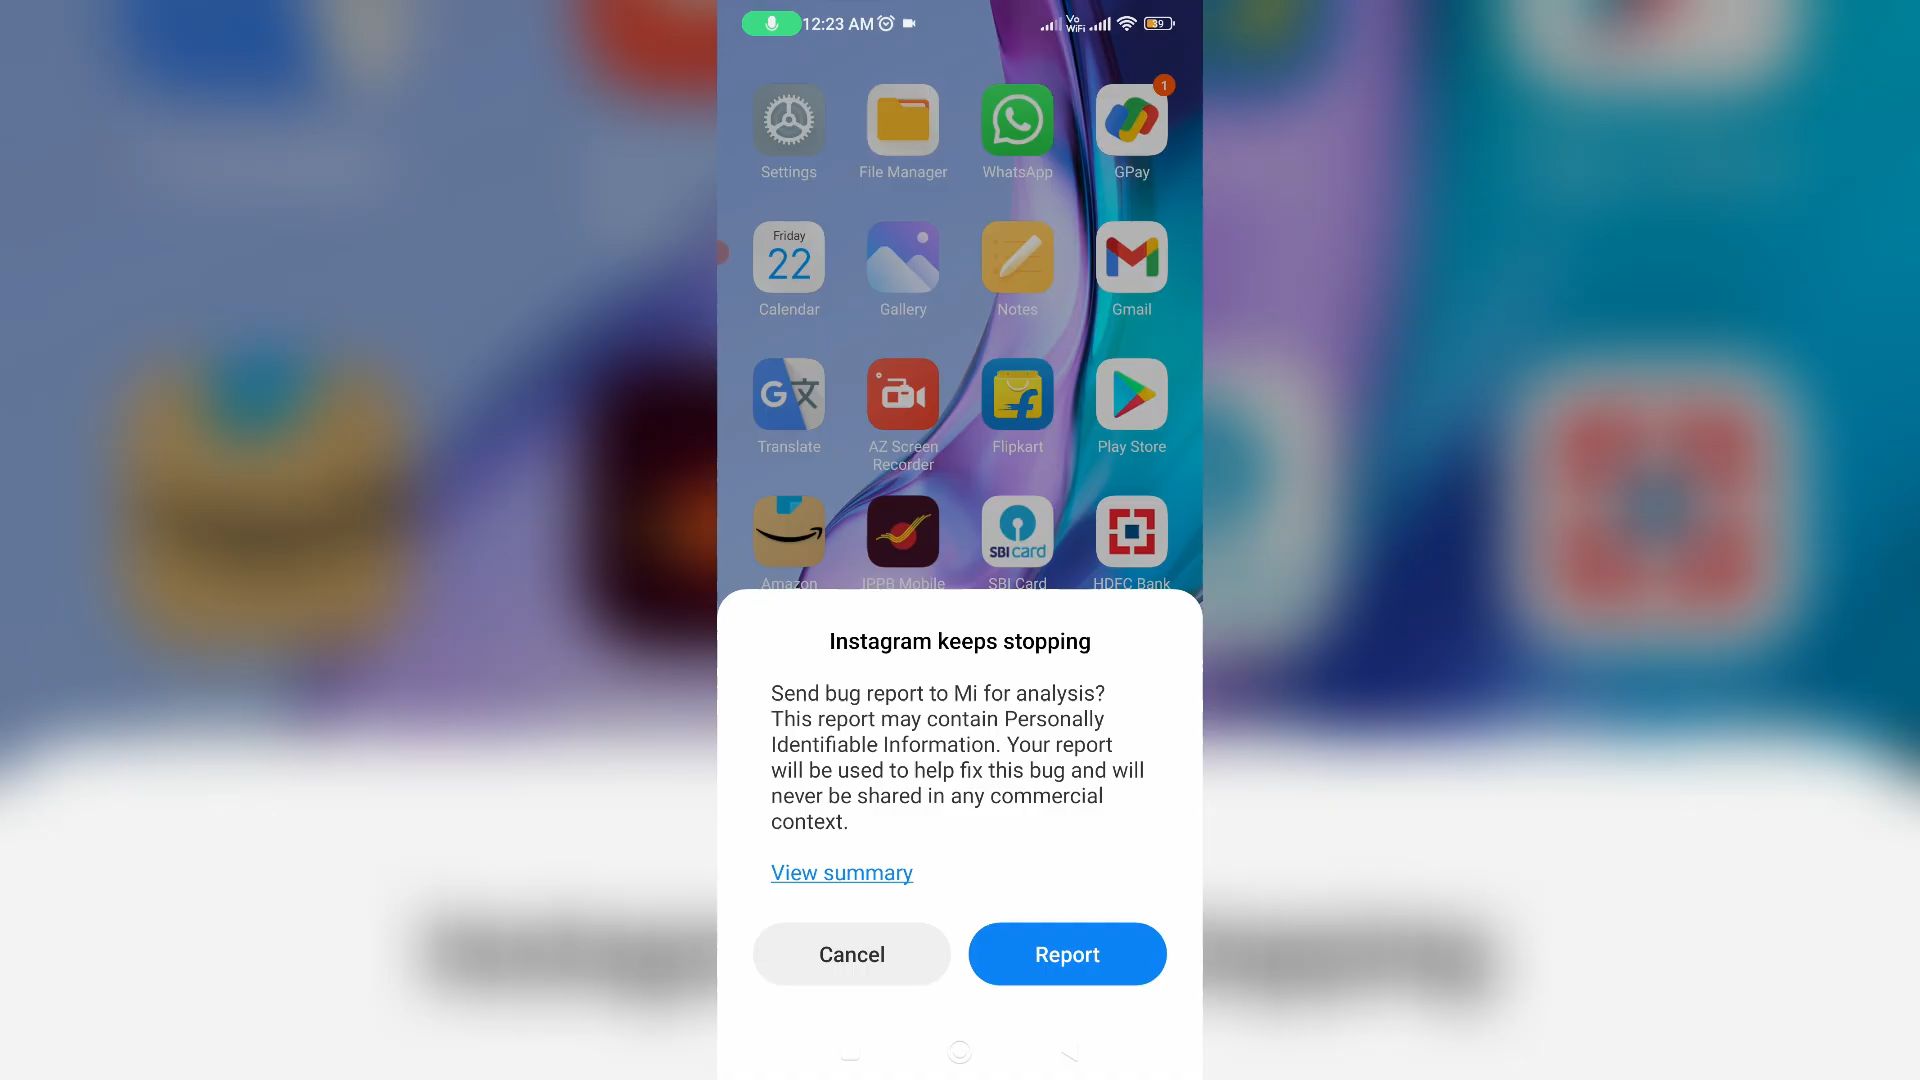 12:23 AM
Vo
WiFi
39
1
Settings
File Manager
WhatsApp
GPay
Friday
22
Calendar
Gallery
Notes
Gmail
G文
Translate
AZ Screen
Recorder
Flipkart
Play Store
SBI card
Amazon
IPPB Mobile
SBI Card
HDFC Bank
Instagram keeps stopping
Send bug report to Mi for analysis?
This report may contain Personally
Identifiable Information. Your report
will be used to help fix this bug and will
never be shared in any commercial
context.
View summary
Cancel
Report